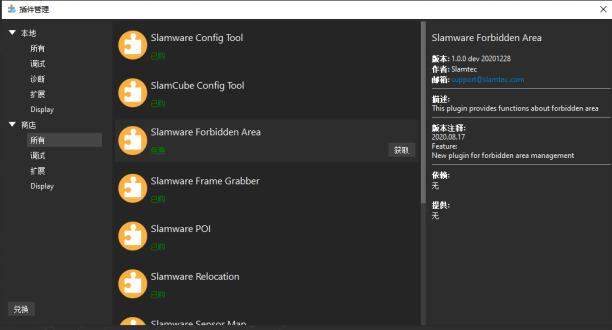 插件管理
本地
所有
调试
诊断
扩展
Display
商店
所有
调试
扩展
Display
兑换
Slamware Config Tool
已购
SlamCube Config Tool
已购
Slamware Forbidden Area
免费
获取
Slamware Frame Grabber
已购
Slamware POI
已购
Slamware Relocation
已购
Slamware Sensor Map
Slamware Forbidden Area
版本: 1.0.0 dev 20201228
作者: Slamtec
邮箱: support@slamtec.com
描述:
This plugin provides functions about forbidden area
版本注释:
2020.08.17
Feature:
New plugin for forbidden area management
依赖:
无
提供:
无